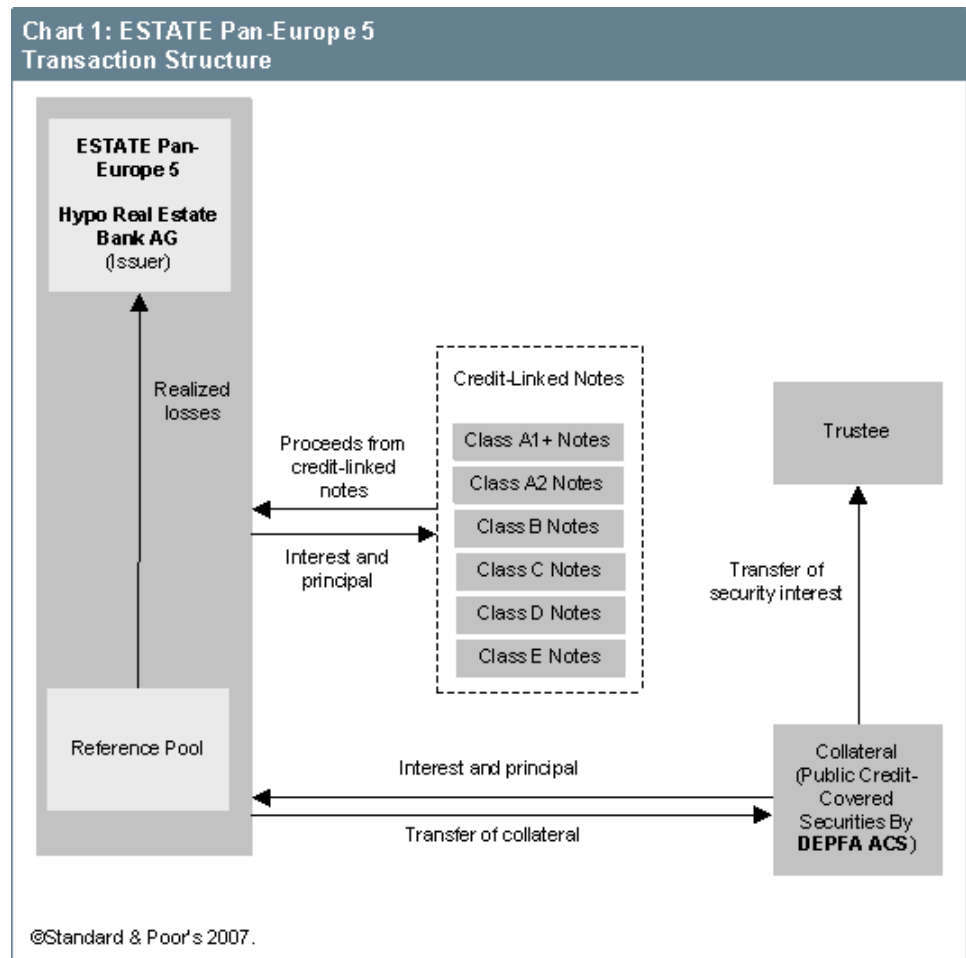 Chart 1: ESTATE Pan-Europe 5
Transaction Structure
ESTATE Pan-
Europe 5
Hypo Real Estate
Bank AG
(Issuer)
Realized
losses
Reference Pool
Proceeds from
credit-linked
notes
Interest and
principal
Credit-Linked Notes
Class A1+ Notes
Class A2 Notes
Class B Notes
Class C Notes
Class D Notes
Class E Notes
Trustee
Transfer of
security interest
Interest and principal
Transfer of collateral
Collateral
(Public Credit-
Covered
Securities By
DEPFA ACS)
©Standard & Poor's 2007.